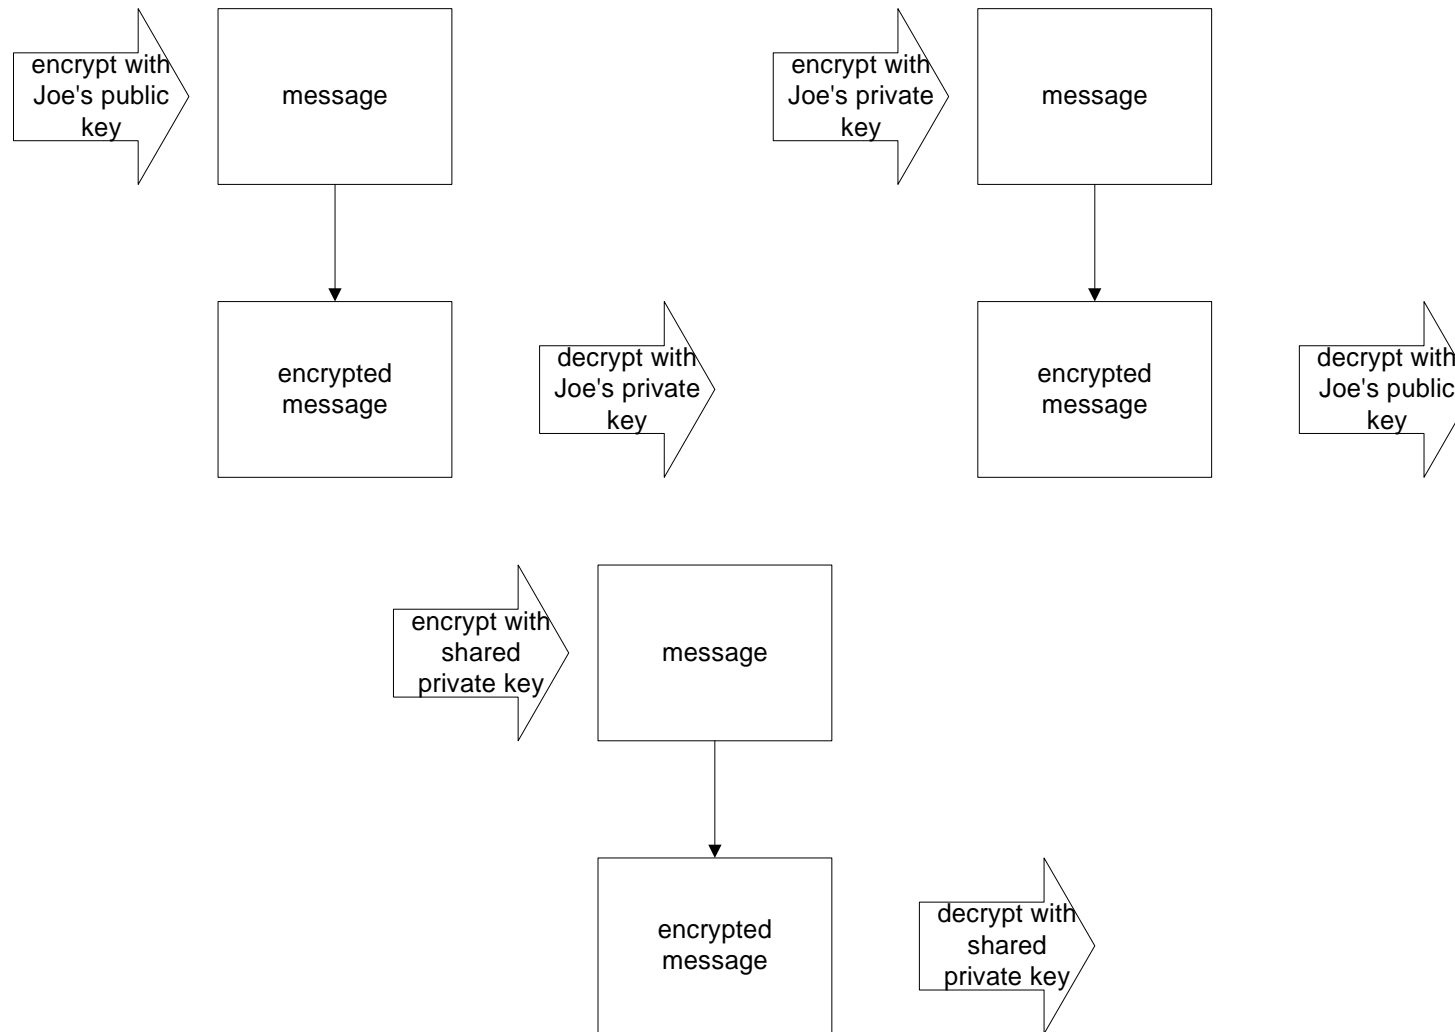 encrypt with
Joe's public
key
message
encrypt with
Joe's private
key
message
encrypted
message
decrypt with
Joe's private
key
encrypted
message
decrypt with
Joe's public
key
encrypt with
shared
private key
message
encrypted
message
decrypt with
shared
private key